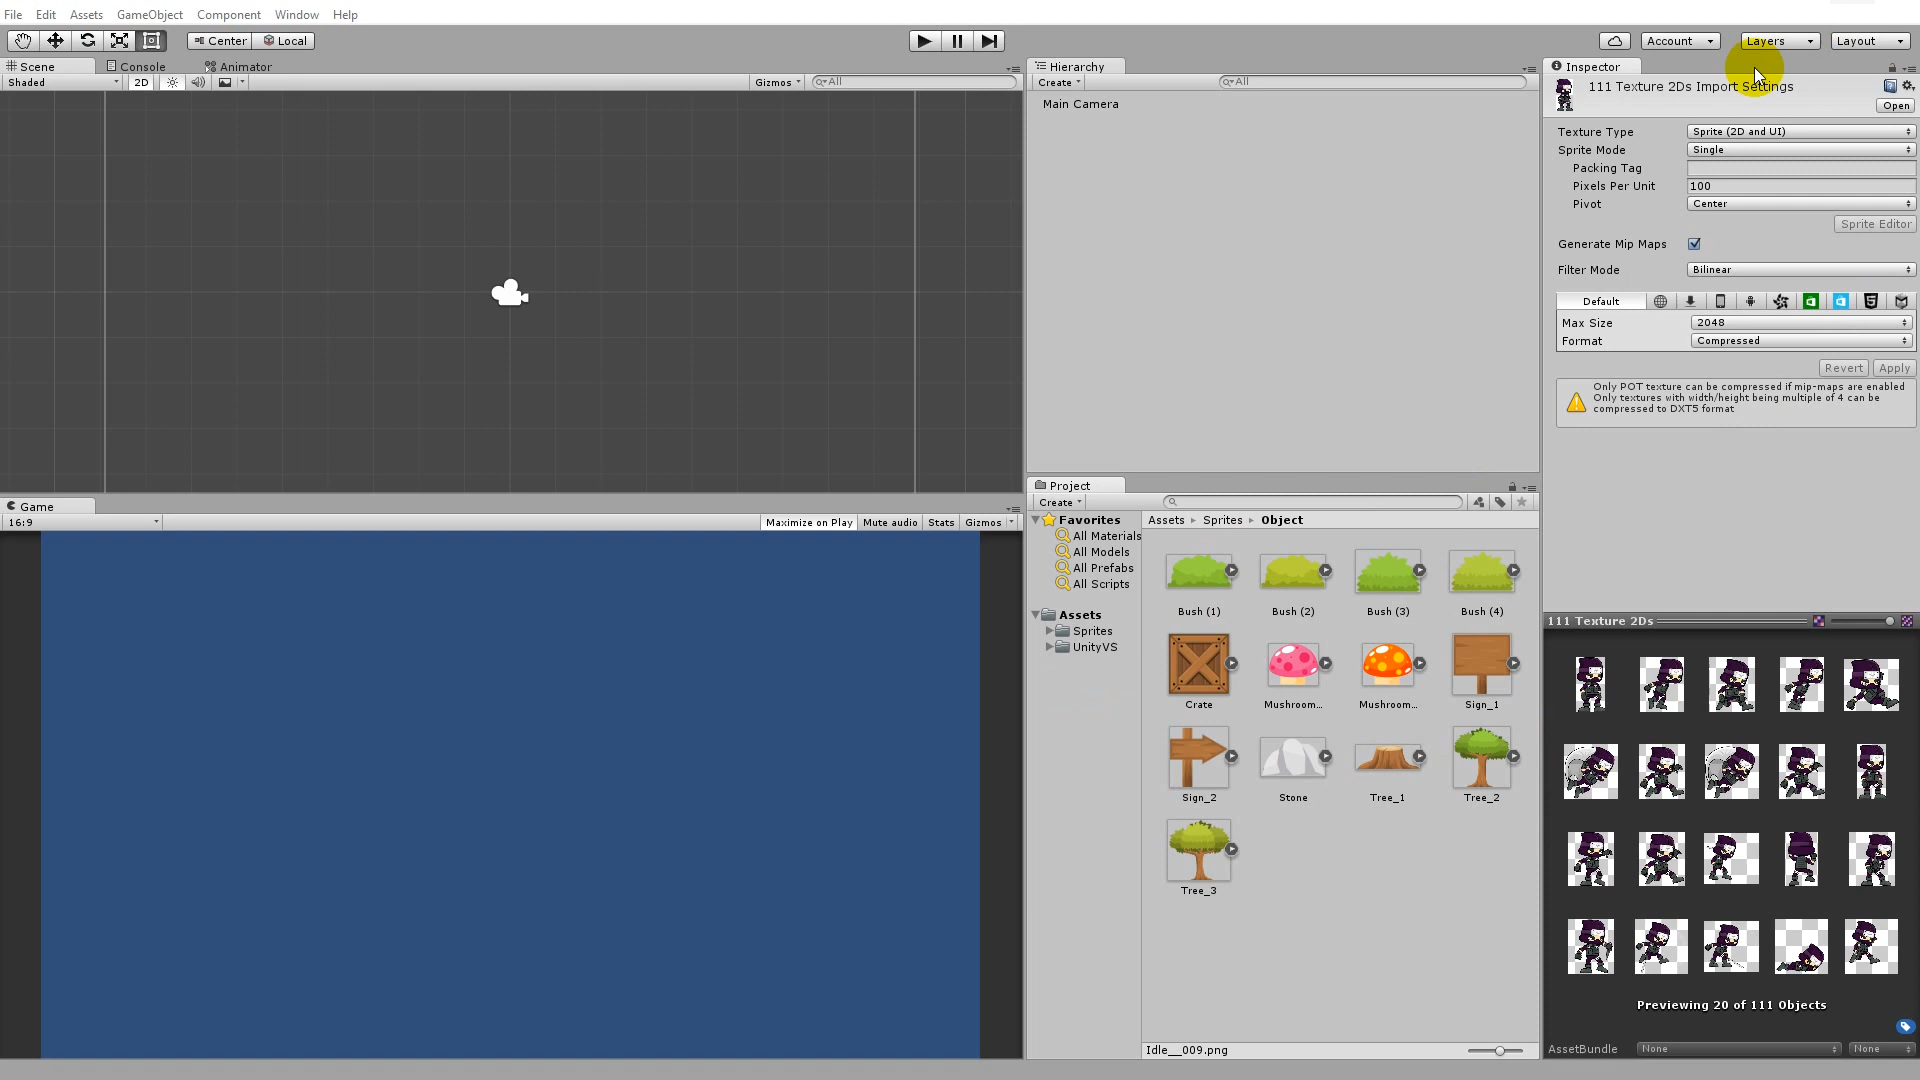 File Edit Assets GameObject Component Window Help
Center Local
Account Layers Layout
Scene Console Animator
Shaded 2D Gizmos All
Hierarchy
Create All
Main Camera
Inspector
111 Texture 2Ds Import Settings
Open
Texture Type Sprite (2D and UI)
Sprite Mode Single
Packing Tag
Pixels Per Unit 100
Pivot Center
Sprite Editor
Generate Mip Maps
Filter Mode Bilinear
Default
Max Size 2048
Format Compressed
Revert Apply
Only POT texture can be compressed if mip-maps are enabled
Only textures with width/height being multiple of 4 can be
compressed to DXT5 format
Game
16:9 Maximize on Play Mute audio Stats Gizmos
Project
Create
Favorites
All Materials
All Models
All Prefabs
All Scripts
Assets
Sprites
UnityVS
Assets Sprites Object
Bush (1) Bush (2) Bush (3) Bush (4)
Crate Mushroom... Mushroom... Sign_1
Sign_2 Stone Tree_1 Tree_2
Tree_3
Idle__009.png
111 Texture 2Ds
Previewing 20 of 111 Objects
AssetBundle None None